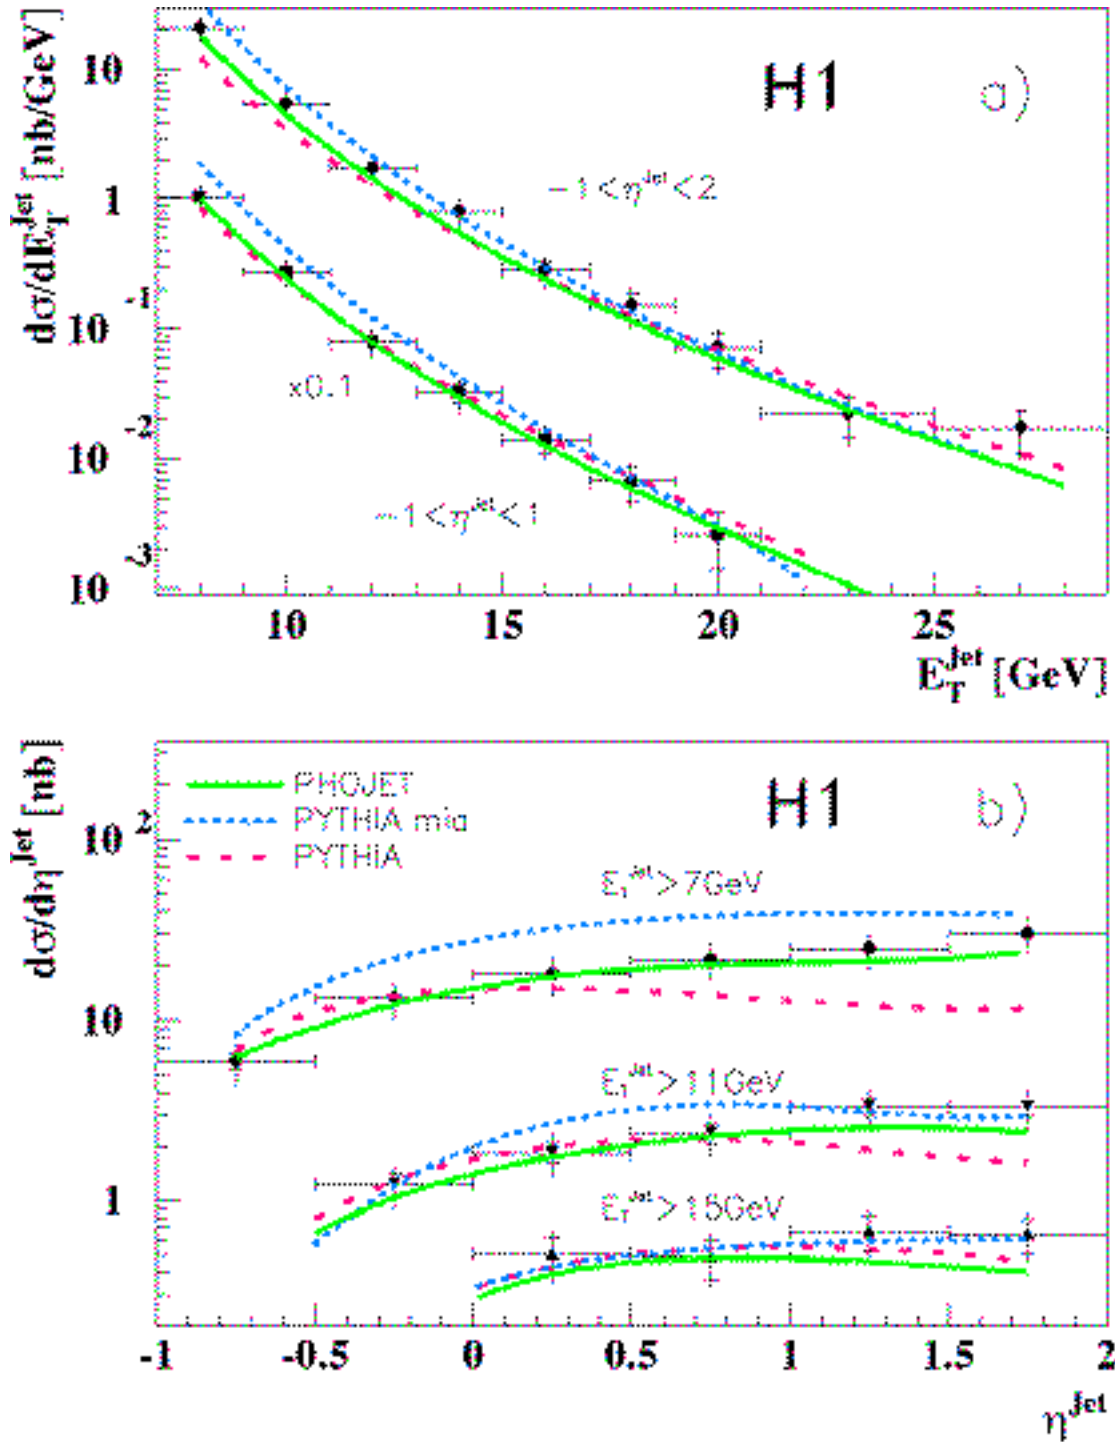 dσ/dE_T^Jet [nb/GeV]
H1 a)
10
1
10^-1
10^-2
10^-3
-1<η^Jet<2
x0.1
-1<η^Jet<1
10 15 20 25
E_T^Jet [GeV]
dσ/dη^Jet [nb]
H1 b)
PHOJET
PYTHIA mia
PYTHIA
10^2
10
1
E_T^Jet>7GeV
E_T^Jet>11GeV
E_T^Jet>15GeV
-1 -0.5 0 0.5 1 1.5 2
η^Jet